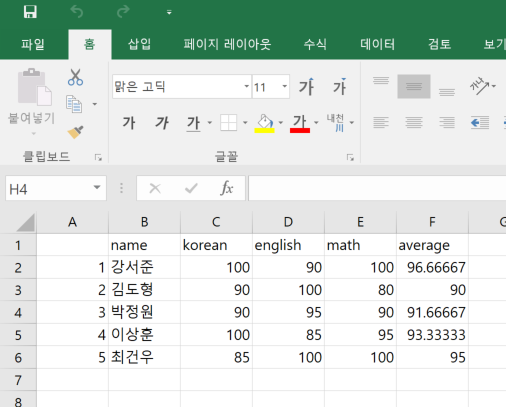 파일 홈 삽입 페이지 레이아웃 수식 데이터 검토 보기
붙여넣기
맑은 고딕 11 가 가
가 가 가 가 내천
川
클립보드 글꼴
H4 fx
A B C D E F G
1 name korean english math average
2 1 강서준 100 90 100 96.66667
3 2 김도형 90 100 80 90
4 3 박정원 90 95 90 91.66667
5 4 이상훈 100 85 95 93.33333
6 5 최건우 85 100 100 95
7
8